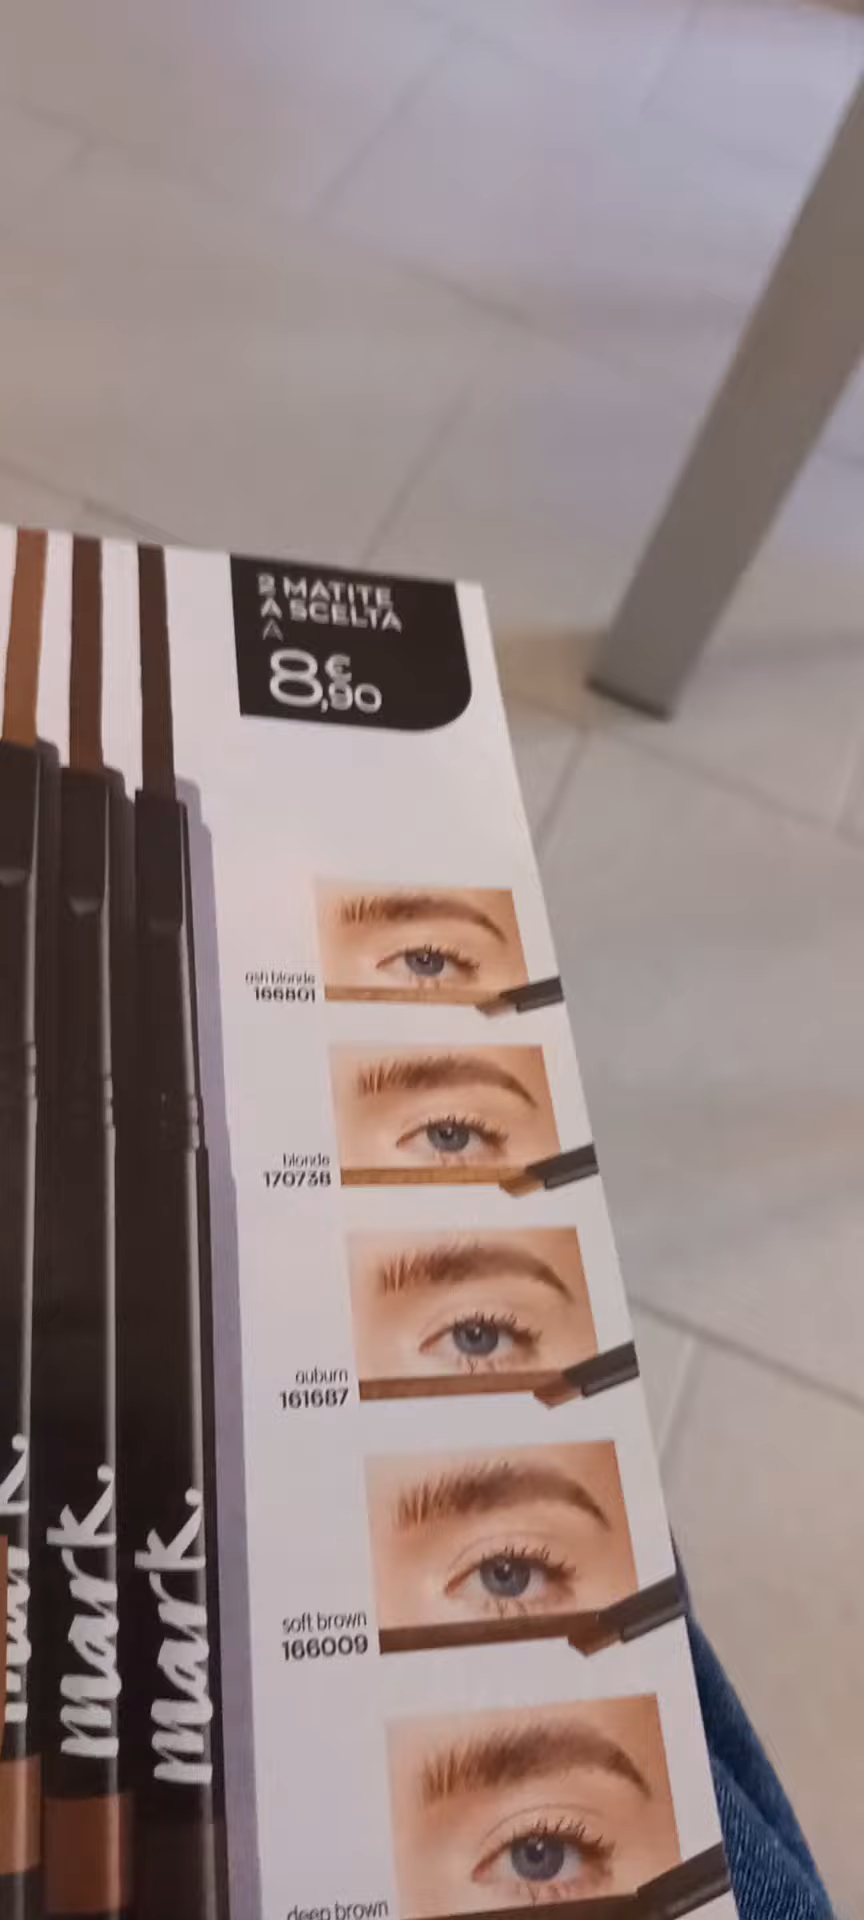 2 MATITE
A SCELTA
A
8,90 €
ash blonde
166801
blonde
170738
auburn
161687
soft brown
166009
deep brown
mark.
mark.